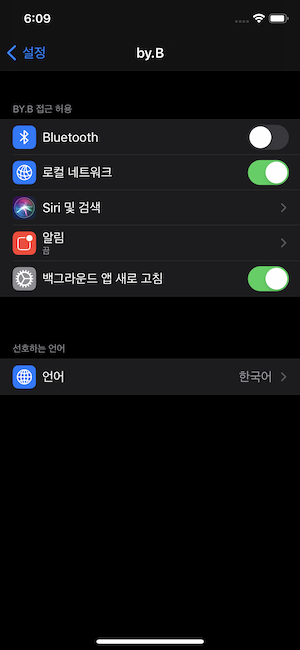 6:09
설정
by.B
BY.B 접근 허용
Bluetooth
로컬 네트워크
Siri 및 검색
알림
끔
백그라운드 앱 새로 고침
선호하는 언어
언어
한국어